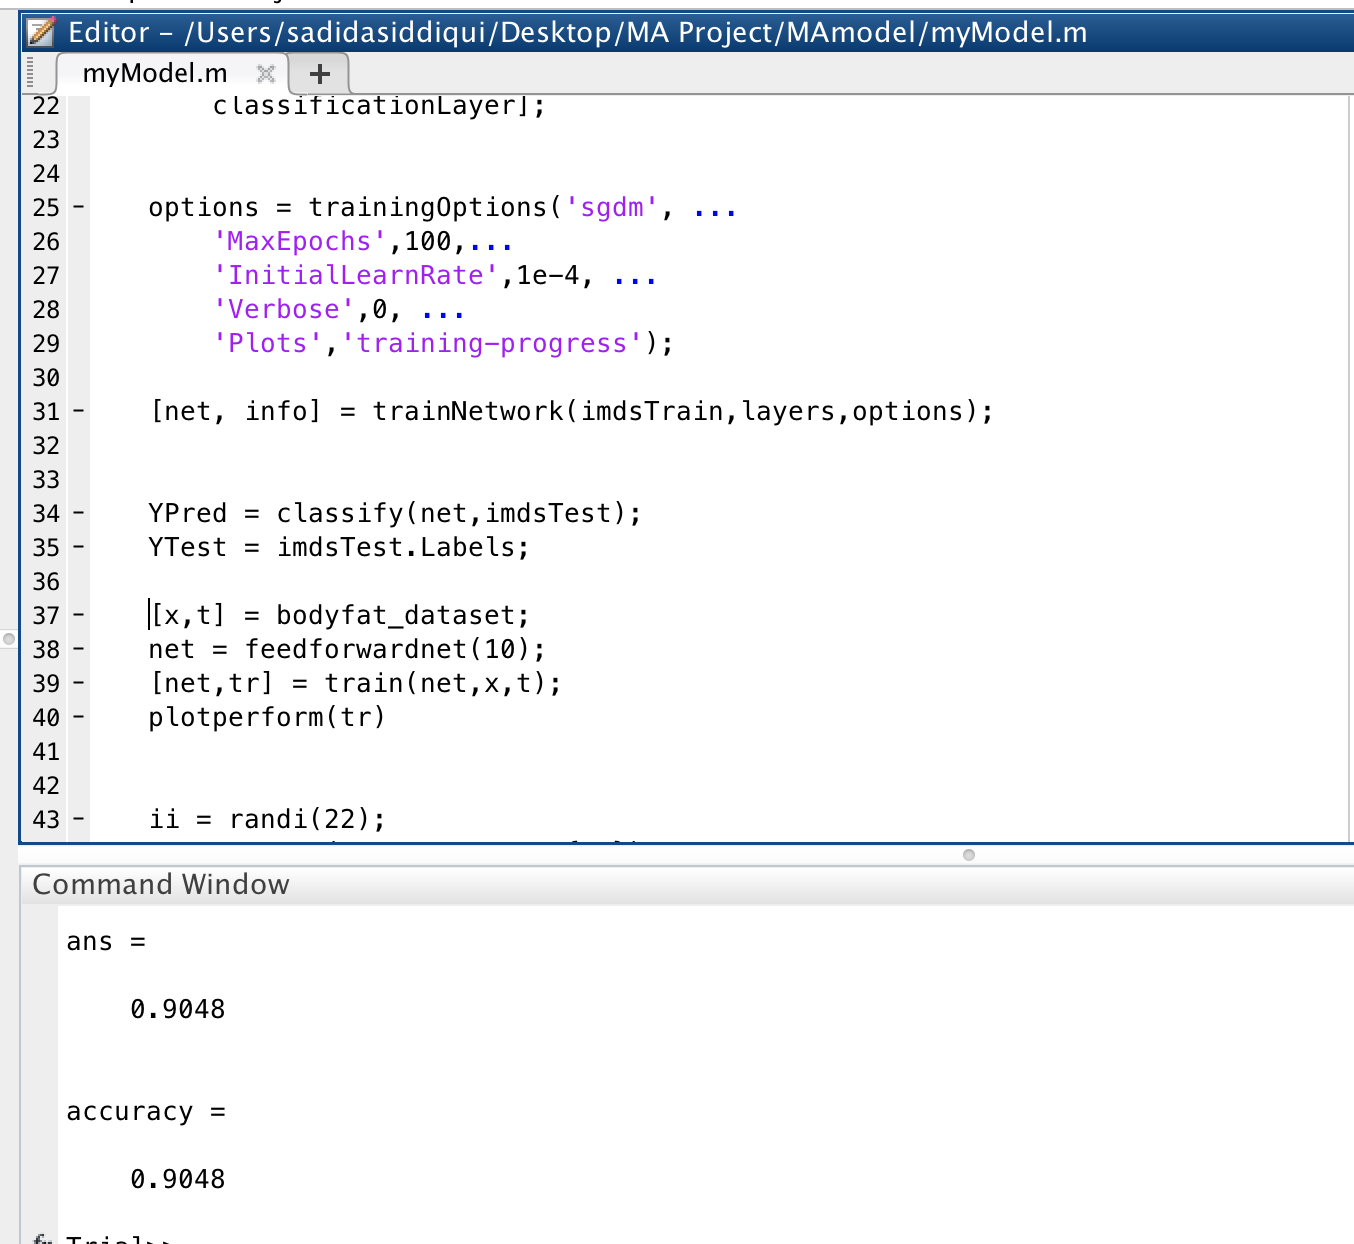 Editor – /Users/sadidasiddiqui/Desktop/MA Project/MAmodel/myModel.m
myModel.m
22 classificationLayer];
23
24
25 – options = trainingOptions('sgdm', ...
26 'MaxEpochs',100,...
27 'InitialLearnRate',1e-4, ...
28 'Verbose',0, ...
29 'Plots','training-progress');
30
31 – [net, info] = trainNetwork(imdsTrain,layers,options);
32
33
34 – YPred = classify(net,imdsTest);
35 – YTest = imdsTest.Labels;
36
37 – [x,t] = bodyfat_dataset;
38 – net = feedforwardnet(10);
39 – [net,tr] = train(net,x,t);
40 – plotperform(tr)
41
42
43 – ii = randi(22);
Command Window
ans =
0.9048
accuracy =
0.9048
fx Trial>>